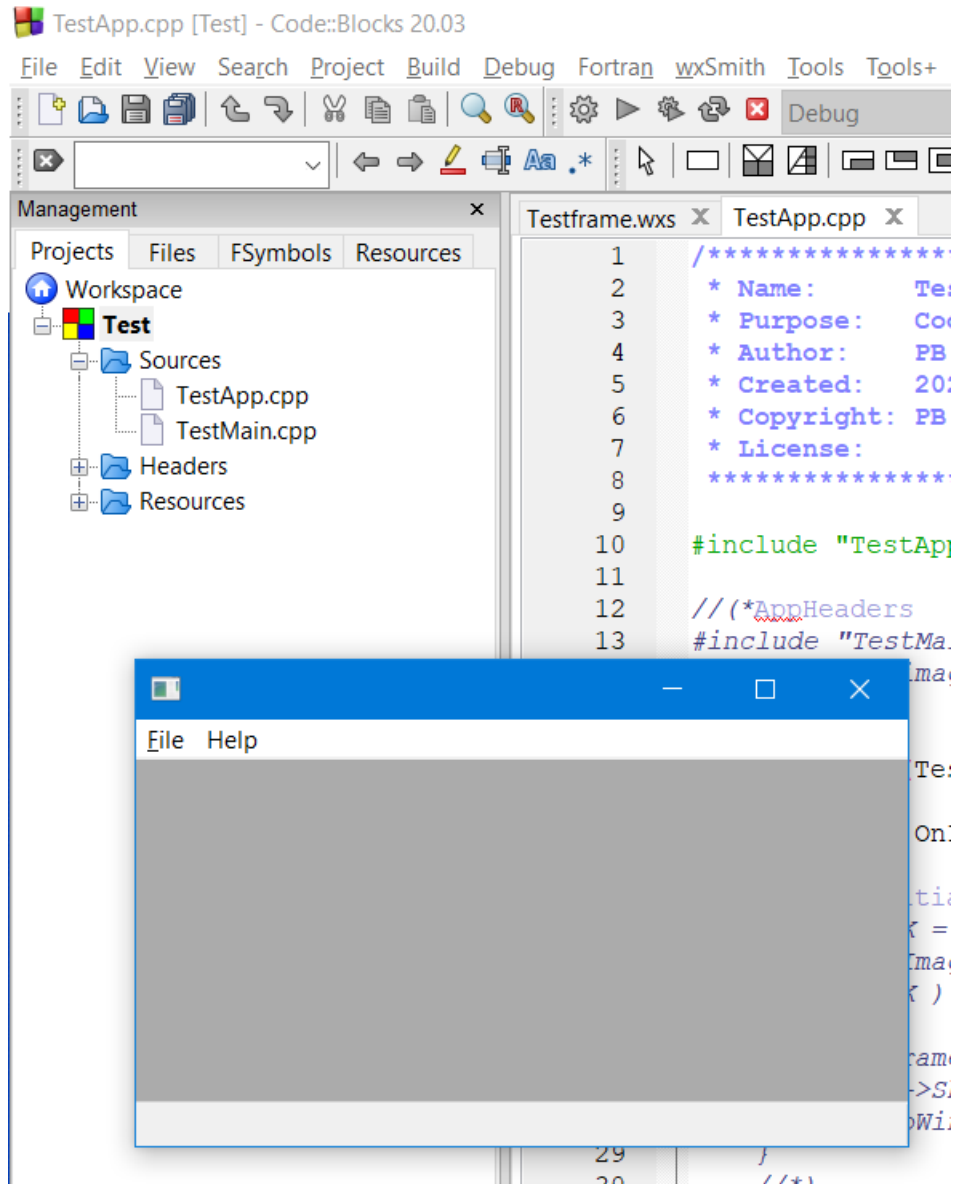 TestApp.cpp [Test] - Code::Blocks 20.03
File Edit View Search Project Build Debug Fortran wxSmith Tools Tools+
Debug
Management
Projects Files FSymbols Resources
Workspace
Test
Sources
TestApp.cpp
TestMain.cpp
Headers
Resources
Testframe.wxs TestApp.cpp
1 /***************
2 * Name:
3 * Purpose:
4 * Author: PB
5 * Created:
6 * Copyright: PB
7 * License:
8 ***************
9
10 #include "TestApp
11
12 //(*AppHeaders
13 #include "TestMa
File Help
29 }
//*)